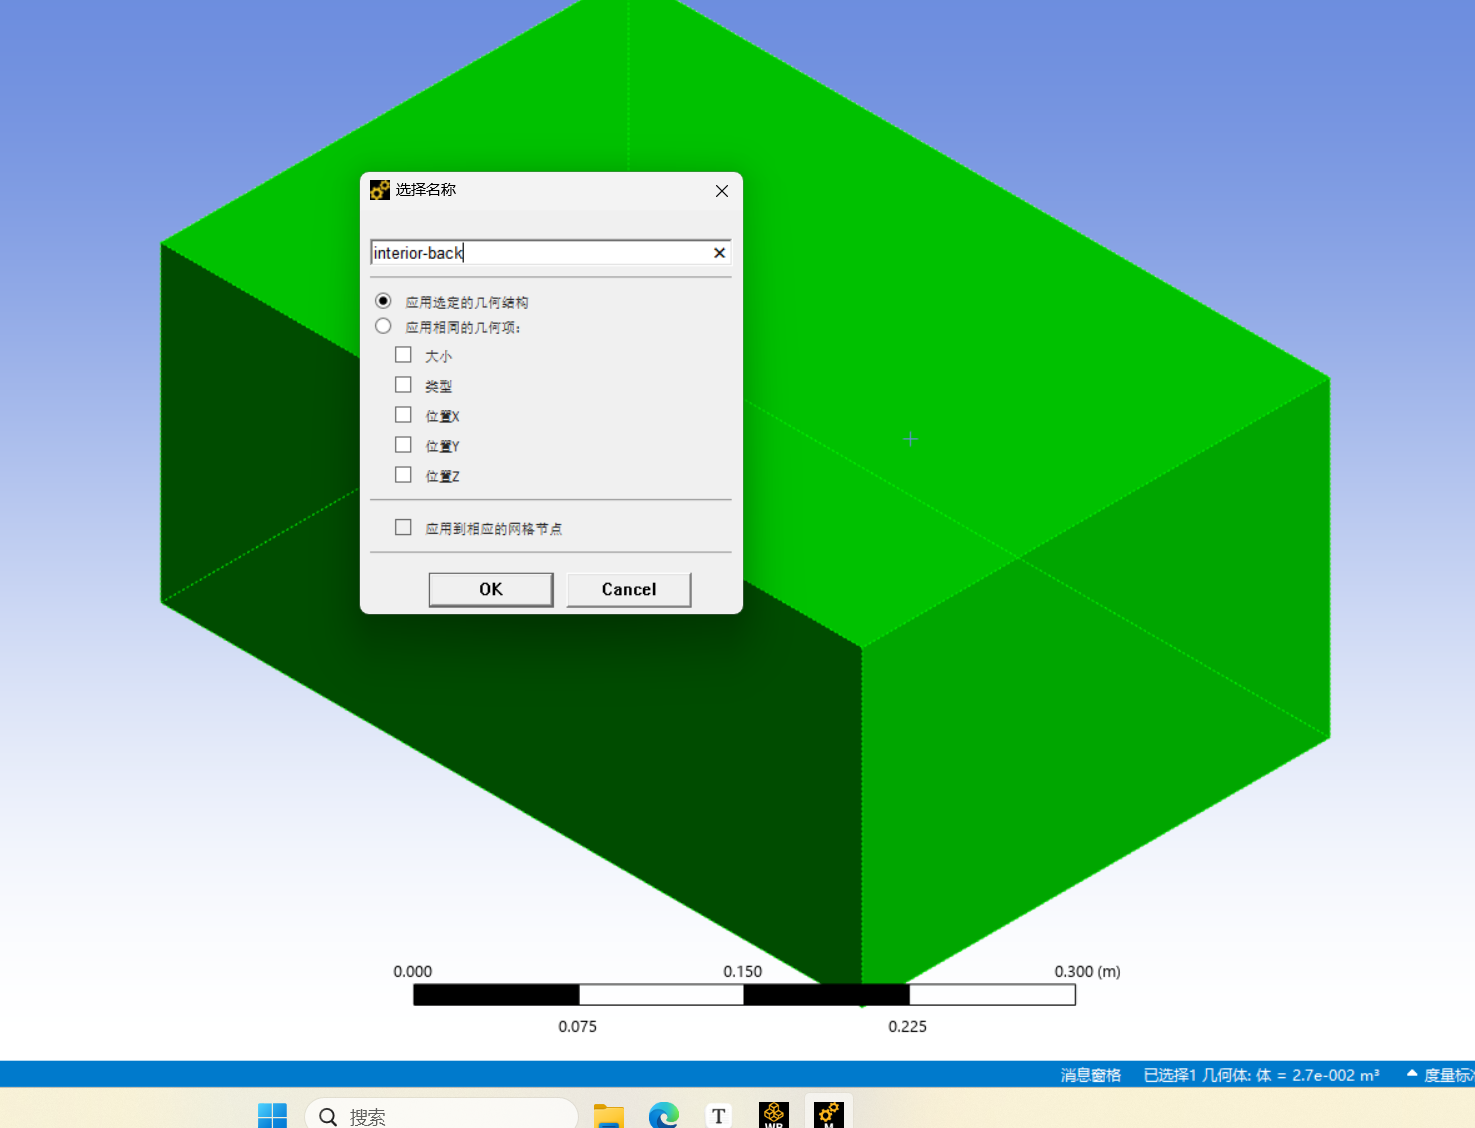 选择名称
interior-back
应用选定的几何结构
应用相同的几何项:
大小
类型
位置X
位置Y
位置Z
应用到相应的网格节点
OK Cancel
0.000 0.150 0.300 (m)
0.075 0.225
消息窗格 已选择1 几何体: 体 = 2.7e-002 m³ 度量标
搜索 T WB M